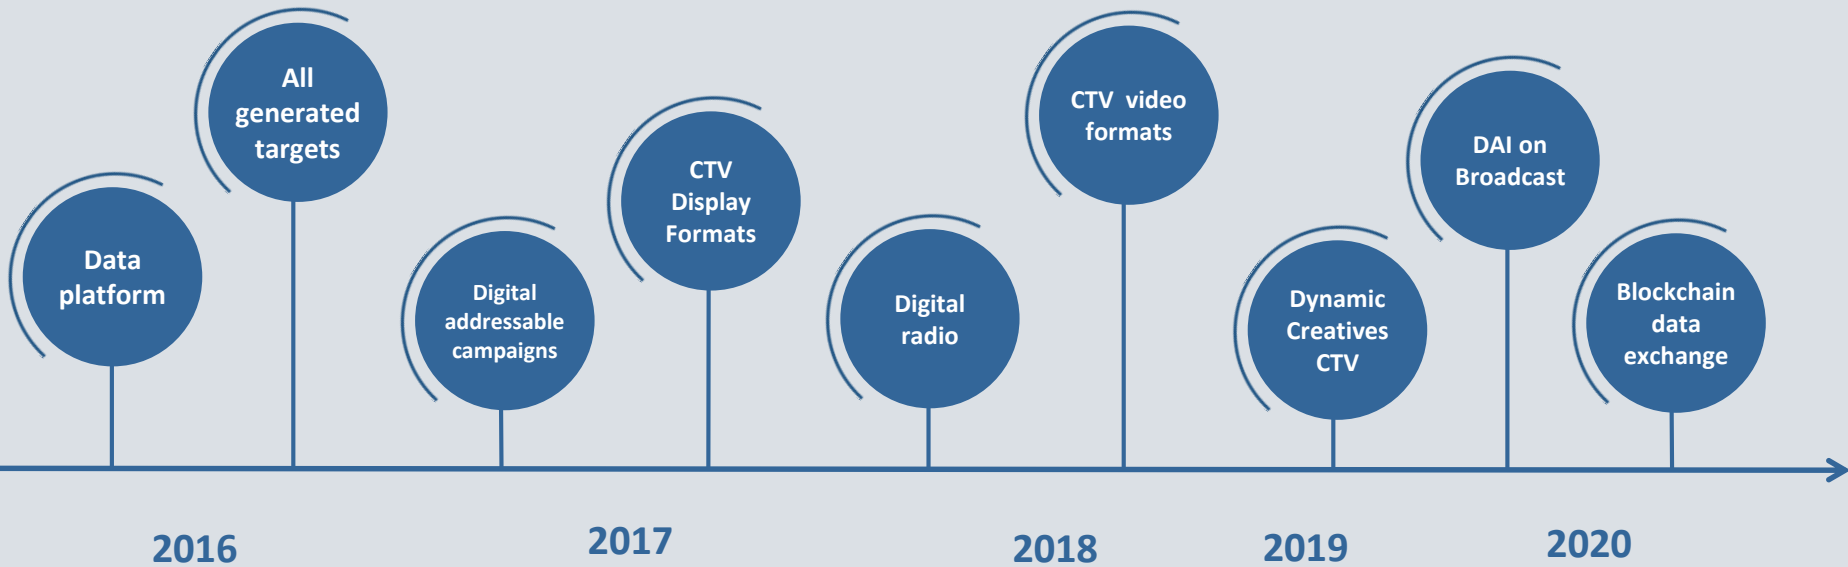 Data
platform
All
generated
targets
Digital
addressable
campaigns
CTV
Display
Formats
Digital
radio
CTV video
formats
Dynamic
Creatives
CTV
DAI on
Broadcast
Blockchain
data
exchange
2016
2017
2018
2019
2020